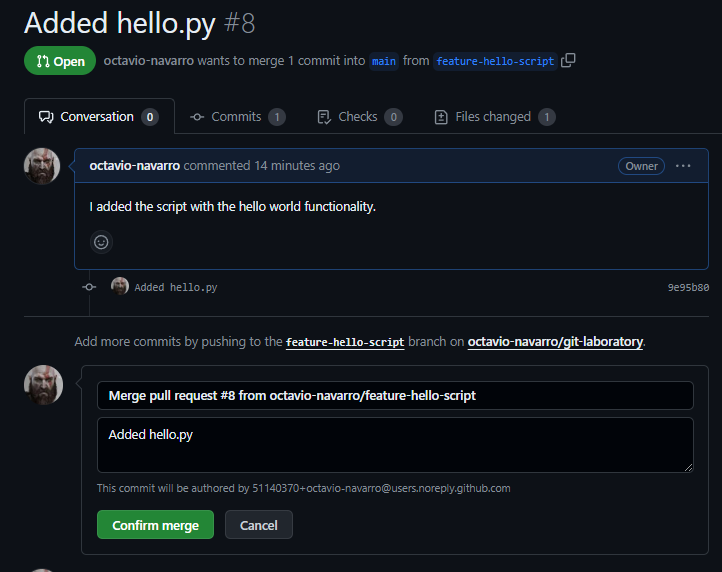 Added hello.py #8
Open octavio-navarro wants to merge 1 commit into main from feature-hello-script
Conversation 0 Commits 1 Checks 0 Files changed 1
octavio-navarro commented 14 minutes ago Owner ...
I added the script with the hello world functionality.
Added hello.py 9e95b80
Add more commits by pushing to the feature-hello-script branch on octavio-navarro/git-laboratory.
Merge pull request #8 from octavio-navarro/feature-hello-script
Added hello.py
This commit will be authored by 51140370+octavio-navarro@users.noreply.github.com
Confirm merge Cancel